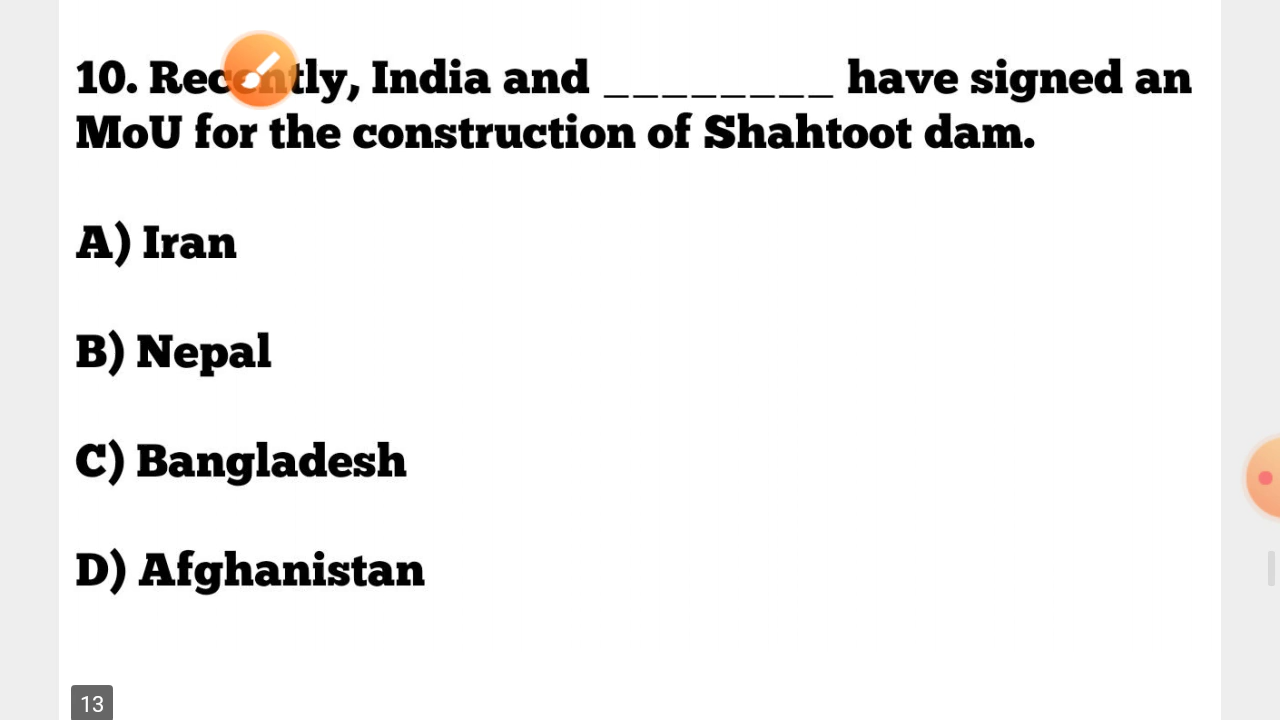 10. Recently, India and ________ have signed an
MoU for the construction of Shahtoot dam.
A) Iran
B) Nepal
C) Bangladesh
D) Afghanistan
13